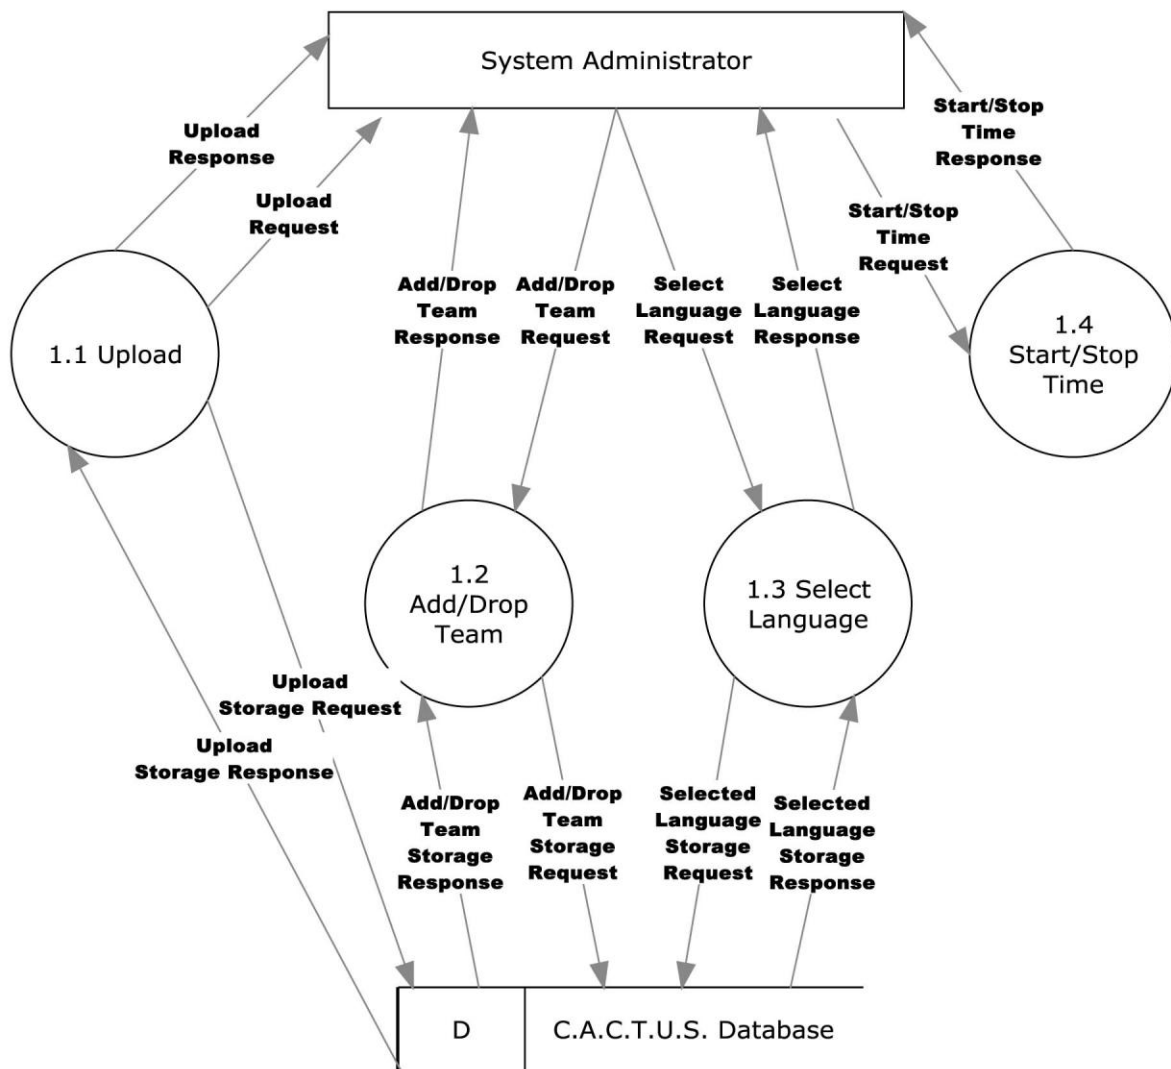 System Administrator
Upload
Response
Upload
Request
Start/Stop
Time
Response
Start/Stop
Time
Request
Add/Drop
Team
Response
Add/Drop
Team
Request
Select
Language
Request
Select
Language
Response
1.1 Upload
1.4
Start/Stop
Time
1.2
Add/Drop
Team
1.3 Select
Language
Upload
Storage Request
Upload
Storage Response
Add/Drop
Team
Storage
Response
Add/Drop
Team
Storage
Request
Selected
Language
Storage
Request
Selected
Language
Storage
Response
D
C.A.C.T.U.S. Database